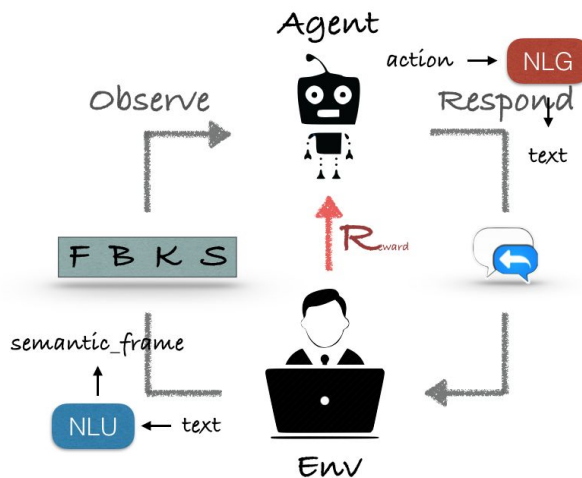 Agent
action
NLG
Observe
Respond
text
F B K S
Reward
semantic_frame
NLU
text
Env